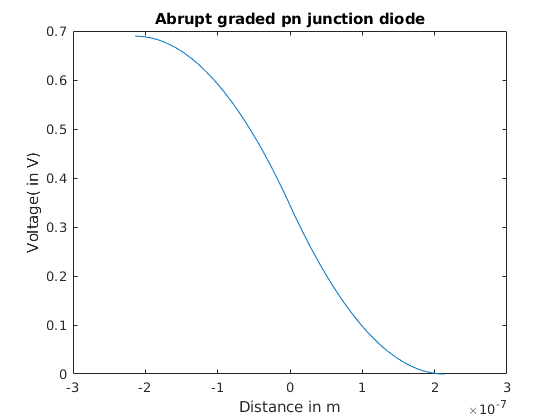 Abrupt graded pn junction diode
0.7
0.6
0.5
0.4
0.3
0.2
0.1
0
Voltage( in V)
-3 -2 -1 0 1 2 3
Distance in m
×10-7